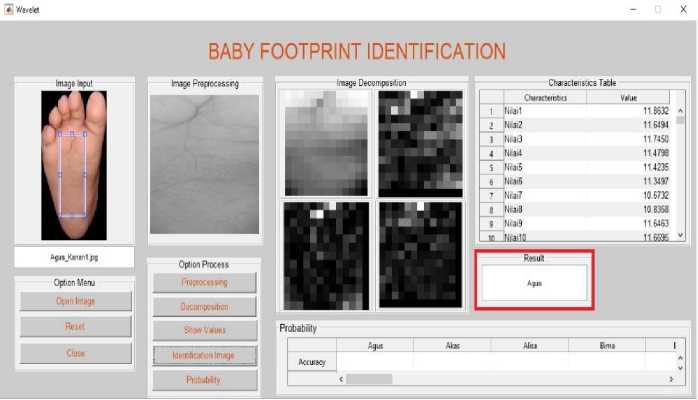 Wavelet
BABY FOOTPRINT IDENTIFICATION
Image Input
Agus_Kanan1.jpg
Option Menu
Open Image
Reset
Close
Image Preprocessing
Option Process
Preprocessing
Decomposition
Show Values
Identification Image
Probability
Image Decomposition
Characteristics Table
Characteristics Value
1 Nilai1 11.8632
2 Nilai2 11.6494
3 Nilai3 11.7450
4 Nilai4 11.4798
5 Nilai5 11.4235
6 Nilai6 11.3497
7 Nilai7 10.6732
8 Nilai8 10.8368
9 Nilai9 11.6463
10 Nilai10 11.6695
Result
Agus
Probability
Agus Akas Alisa Bima
Accuracy